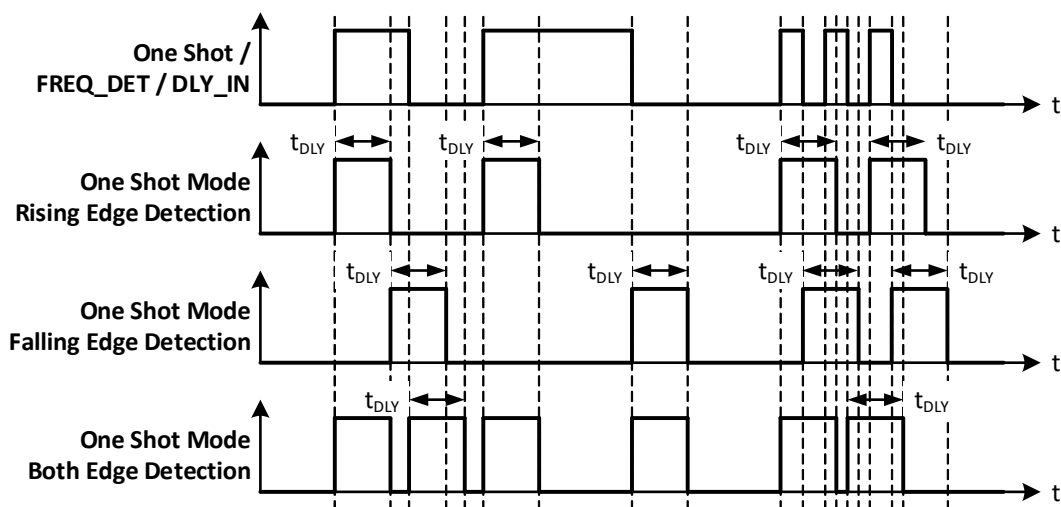 One Shot /
FREQ_DET / DLY_IN
t
tDLY
tDLY
tDLY
tDLY
One Shot Mode
Rising Edge Detection
t
tDLY
tDLY
tDLY
tDLY
One Shot Mode
Falling Edge Detection
t
tDLY
tDLY
One Shot Mode
Both Edge Detection
t